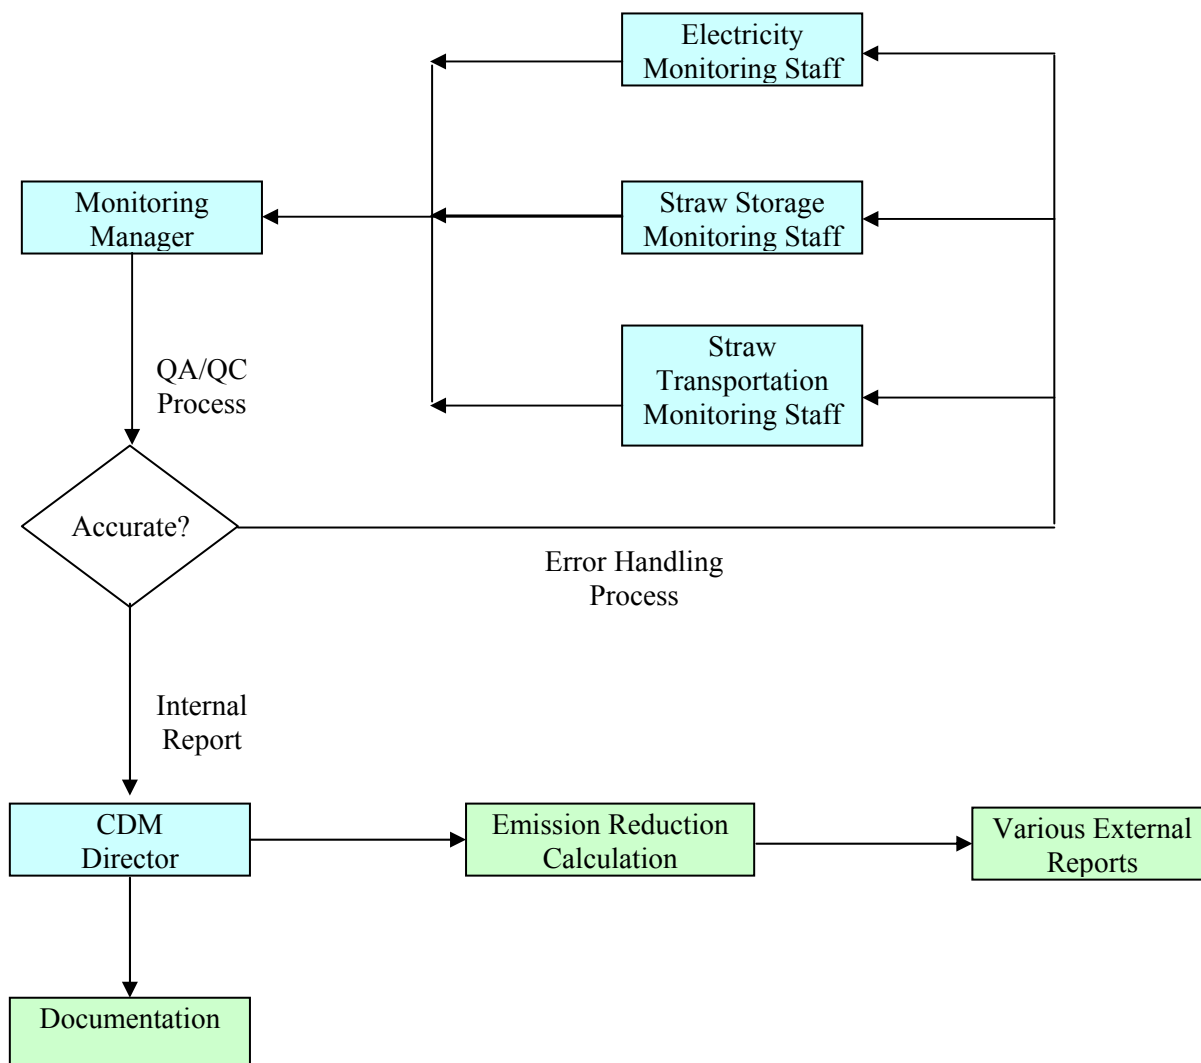 Electricity
Monitoring Staff
Monitoring
Manager
Straw Storage
Monitoring Staff
Straw
Transportation
Monitoring Staff
QA/QC
Process
Accurate?
Error Handling
Process
Internal
Report
CDM
Director
Emission Reduction
Calculation
Various External
Reports
Documentation